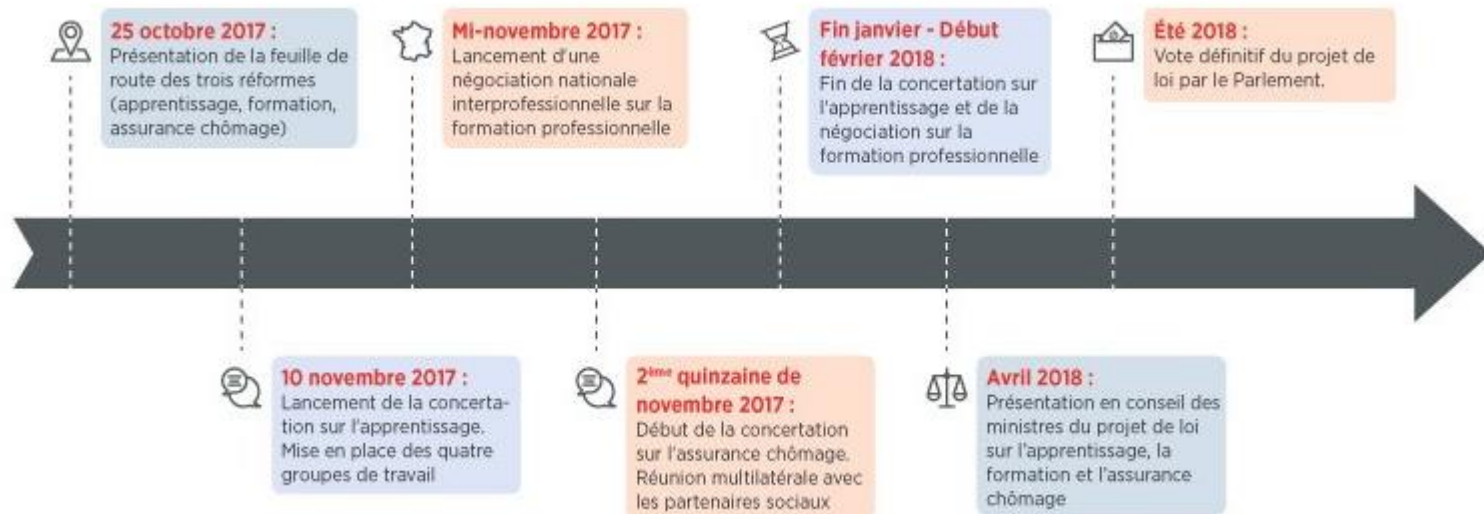 25 octobre 2017 :
Présentation de la feuille de
route des trois réformes
(apprentissage, formation,
assurance chômage)
Mi-novembre 2017 :
Lancement d'une
négociation nationale
interprofessionnelle sur la
formation professionnelle
Fin janvier - Début
février 2018 :
Fin de la concertation sur
l'apprentissage et de la
négociation sur la
formation professionnelle
Été 2018 :
Vote définitif du projet de
loi par le Parlement.
10 novembre 2017 :
Lancement de la concerta-
tion sur l'apprentissage.
Mise en place des quatre
groupes de travail
2ème quinzaine de
novembre 2017 :
Début de la concertation
sur l'assurance chômage.
Réunion multilatérale avec
les partenaires sociaux
Avril 2018 :
Présentation en conseil des
ministres du projet de loi
sur l'apprentissage, la
formation et l'assurance
chômage